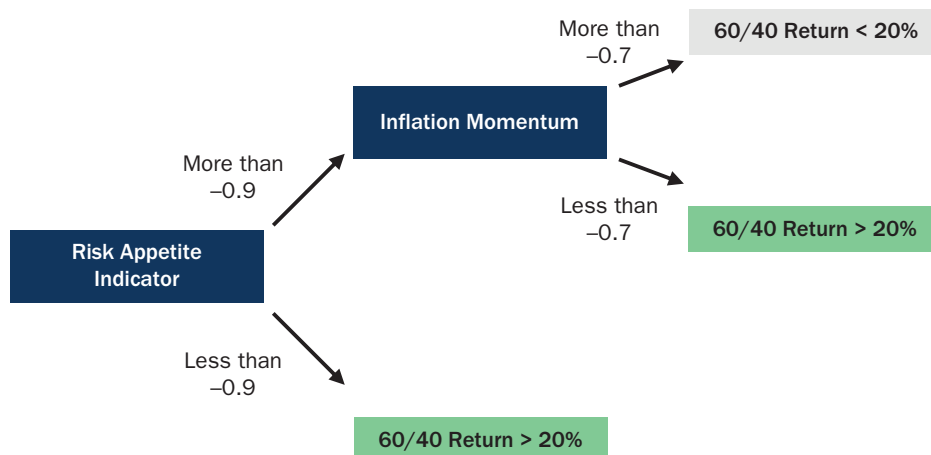 More than
–0.7
60/40 Return < 20%
Inflation Momentum
More than
–0.9
Less than
–0.7
60/40 Return > 20%
Risk Appetite
Indicator
Less than
–0.9
60/40 Return > 20%